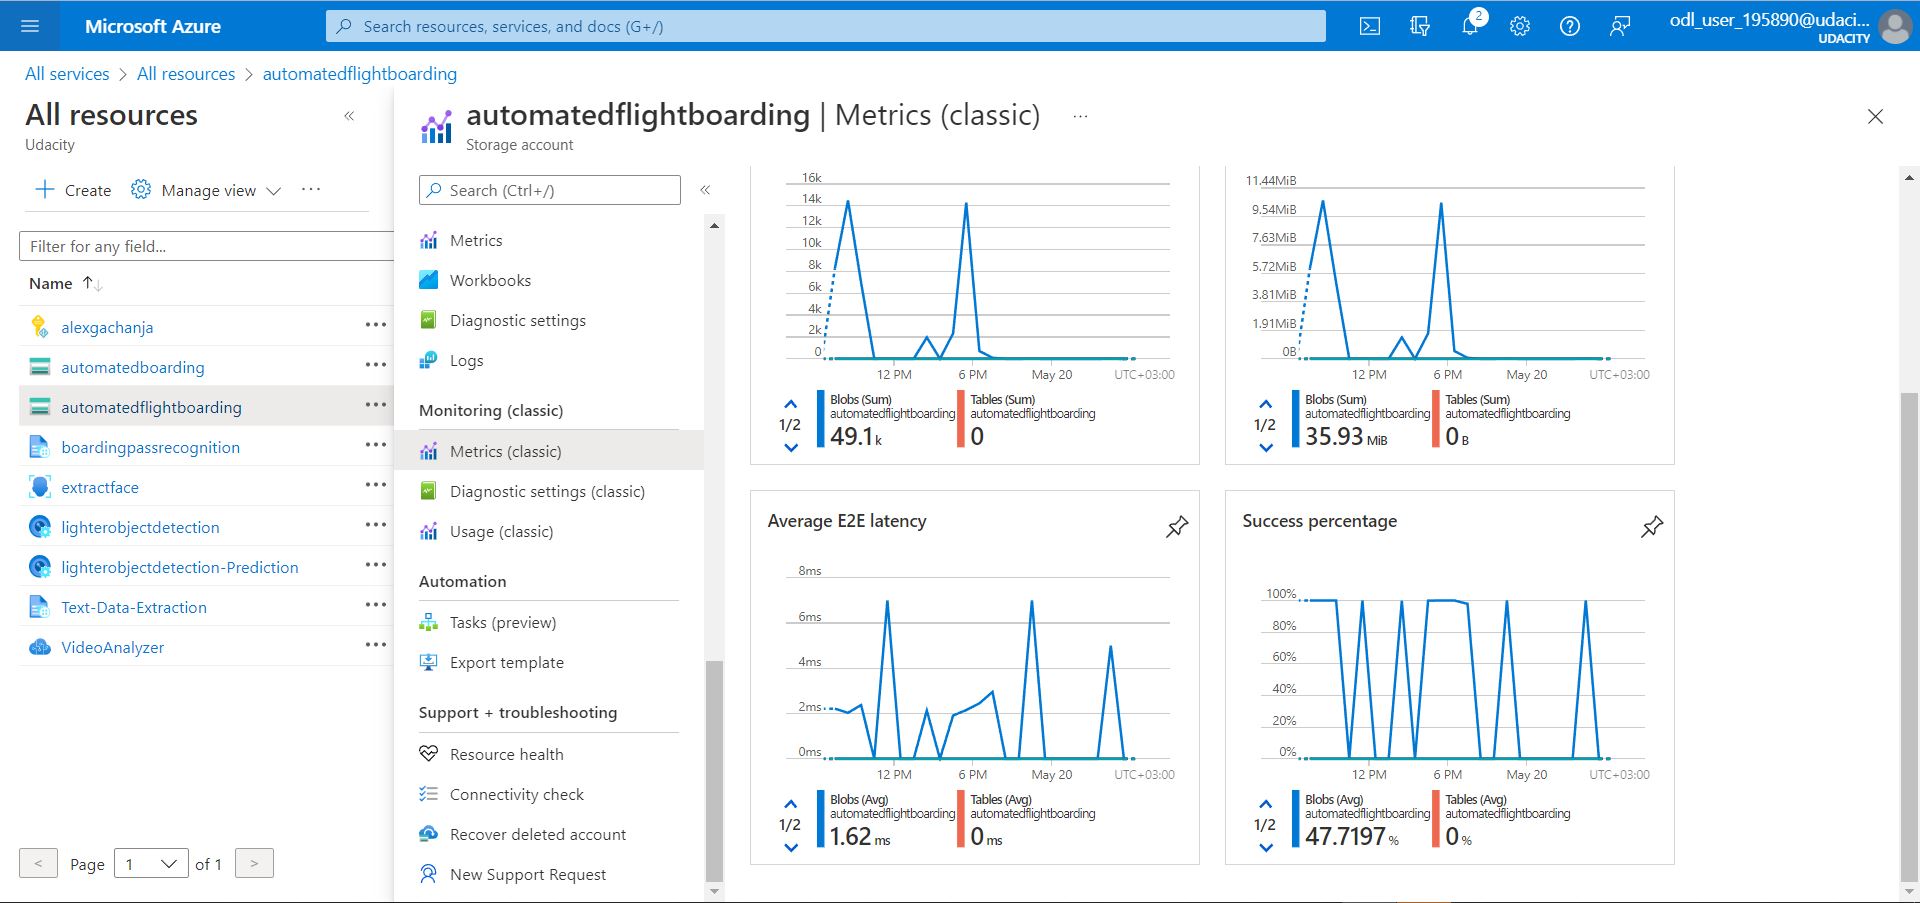 Microsoft Azure
Search resources, services, and docs (G+/)
2
odl_user_195890@udaci...
UDACITY
All services > All resources > automatedflightboarding
All resources
«
Udacity
+ Create
Manage view
...
Filter for any field...
Name ↑↓
alexgachanja
automatedboarding
automatedflightboarding
boardingpassrecognition
extractface
lighterobjectdetection
lighterobjectdetection-Prediction
Text-Data-Extraction
VideoAnalyzer
< Page 1 of 1 >
automatedflightboarding | Metrics (classic)
...
Storage account
Search (Ctrl+/)
«
Metrics
Workbooks
Diagnostic settings
Logs
Monitoring (classic)
Metrics (classic)
Diagnostic settings (classic)
Usage (classic)
Automation
Tasks (preview)
Export template
Support + troubleshooting
Resource health
Connectivity check
Recover deleted account
New Support Request
16k
14k
12k
10k
8k
6k
4k
2k
0
12 PM 6 PM May 20 UTC+03:00
1/2
Blobs (Sum)
automatedflightboarding
49.1 k
Tables (Sum)
automatedflightboarding
0
11.44MiB
9.54MiB
7.63MiB
5.72MiB
3.81MiB
1.91MiB
0B
12 PM 6 PM May 20 UTC+03:00
1/2
Blobs (Sum)
automatedflightboarding
35.93 MiB
Tables (Sum)
automatedflightboarding
0 B
Average E2E latency
8ms
6ms
4ms
2ms
0ms
12 PM 6 PM May 20 UTC+03:00
1/2
Blobs (Avg)
automatedflightboarding
1.62 ms
Tables (Avg)
automatedflightboarding
0 ms
Success percentage
100%
80%
60%
40%
20%
0%
12 PM 6 PM May 20 UTC+03:00
1/2
Blobs (Avg)
automatedflightboarding
47.7197 %
Tables (Avg)
automatedflightboarding
0 %